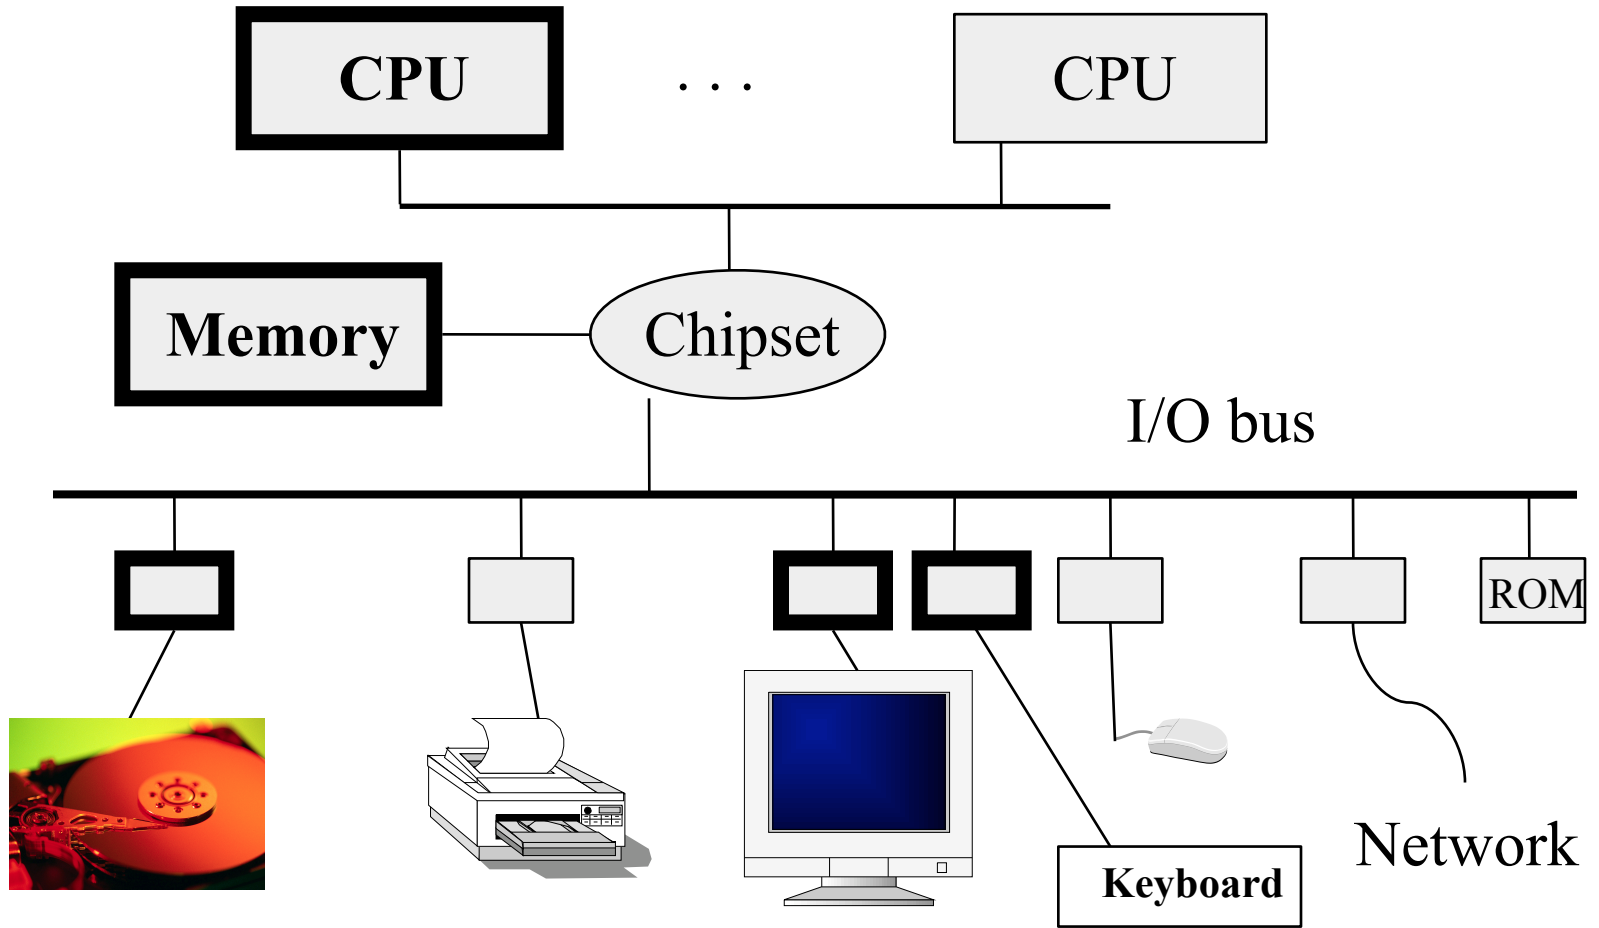 CPU
. . .
CPU
Memory
Chipset
I/O bus
ROM
Network
Keyboard